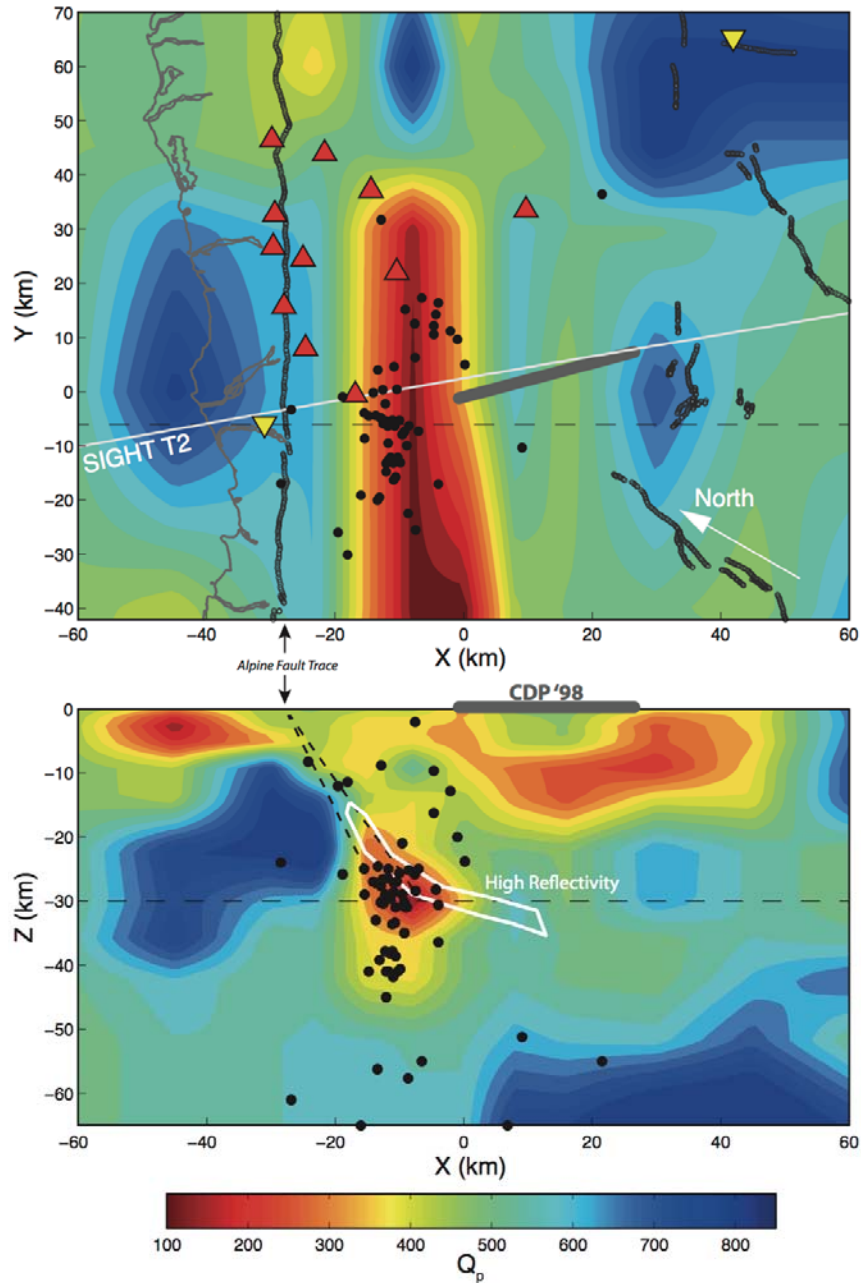 70
60
50
40
30
20
10
0
−10
−20
−30
−40
Y (km)
SIGHT T2
North
−60 −40 −20 0 20 40 60
X (km)
Alpine Fault Trace
CDP '98
0
−10
−20
−30
−40
−50
−60
Z (km)
High Reflectivity
−60 −40 −20 0 20 40 60
X (km)
100 200 300 400 500 600 700 800
Qp